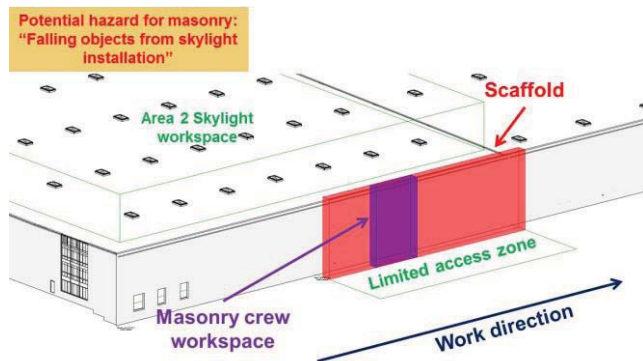 Potential hazard for masonry:
“Falling objects from skylight
installation”
Scaffold
Area 2 Skylight
workspace
Limited access zone
Masonry crew
workspace
Work direction